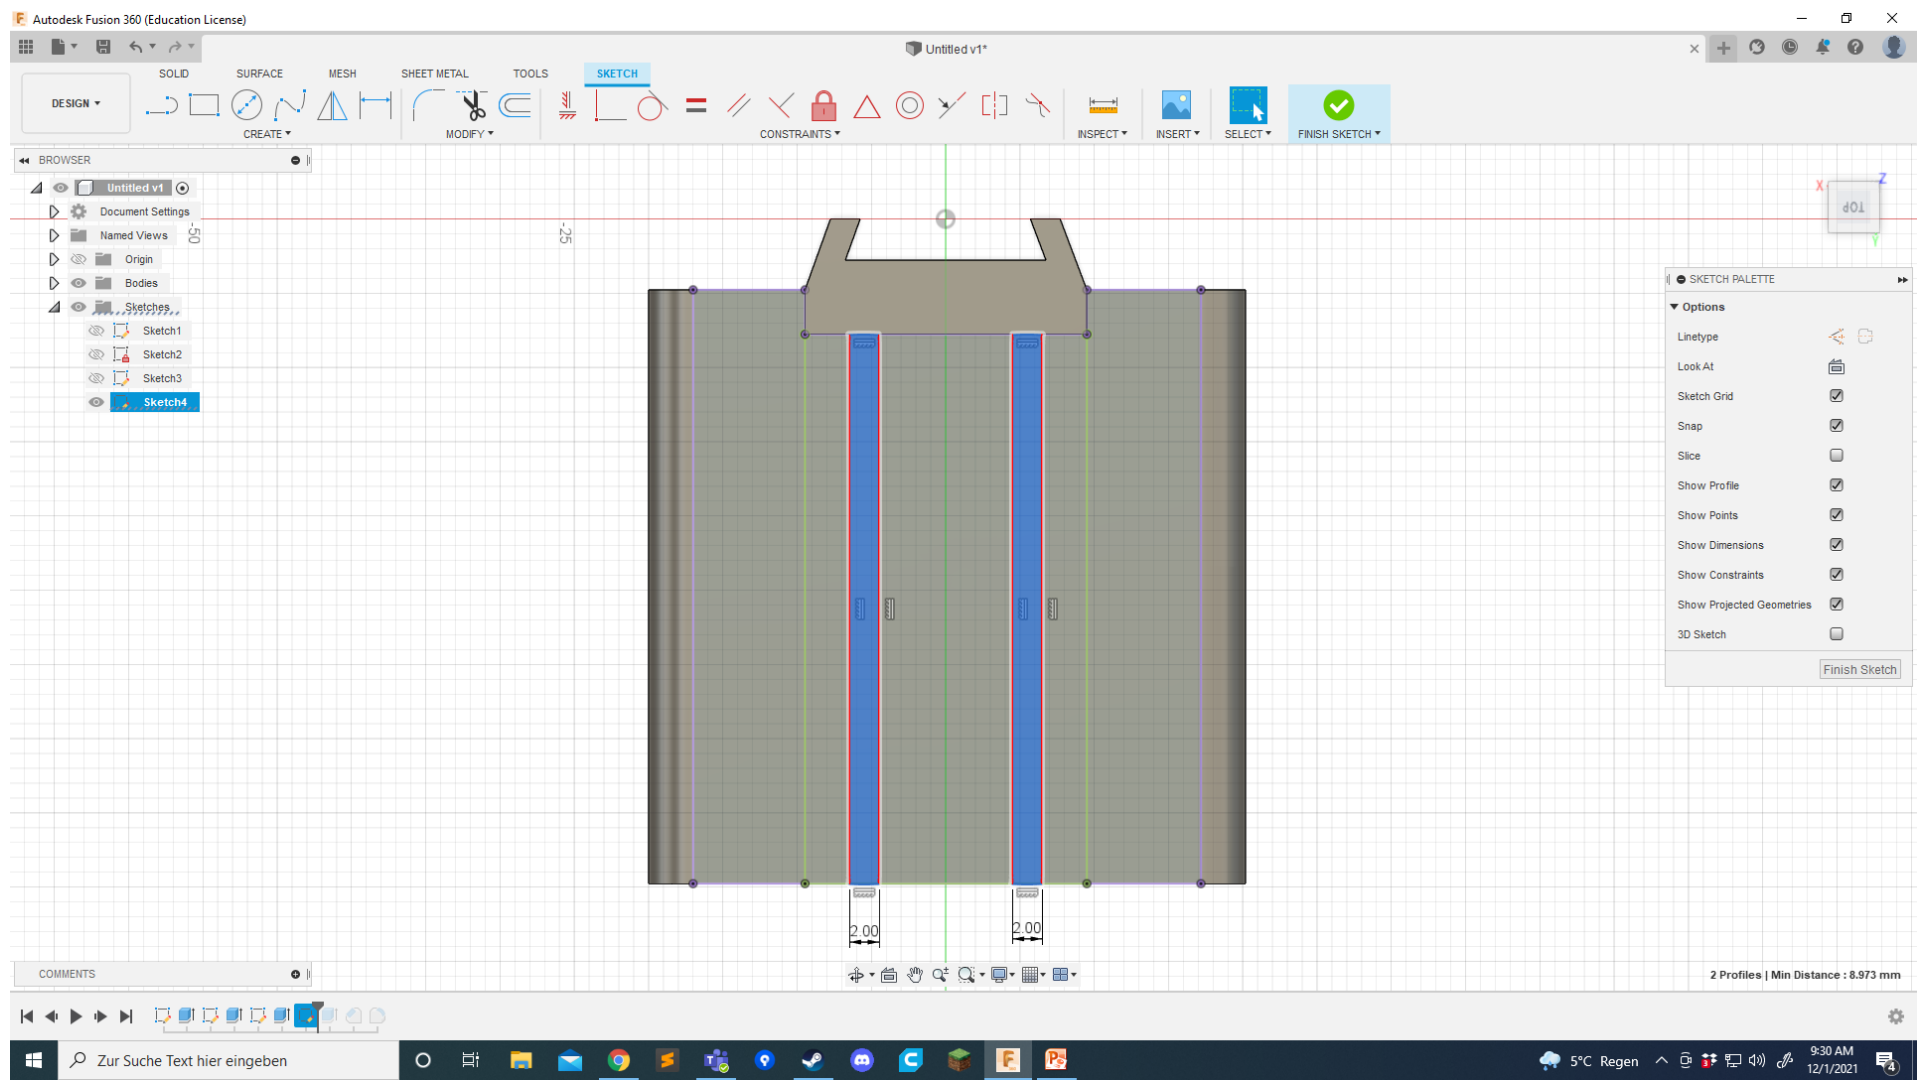 Autodesk Fusion 360 (Education License)
Untitled v1*
SOLID SURFACE MESH SHEET METAL TOOLS SKETCH
DESIGN
CREATE MODIFY CONSTRAINTS INSPECT INSERT SELECT FINISH SKETCH
BROWSER
Untitled v1
Document Settings
Named Views
Origin
Bodies
Sketches
Sketch1
Sketch2
Sketch3
Sketch4
-50
-25
X
Z
TOP
Y
SKETCH PALETTE
Options
Linetype
Look At
Sketch Grid
Snap
Slice
Show Profile
Show Points
Show Dimensions
Show Constraints
Show Projected Geometries
3D Sketch
Finish Sketch
2.00
2.00
COMMENTS
2 Profiles | Min Distance : 8.973 mm
Zur Suche Text hier eingeben
5°C Regen
9:30 AM
12/1/2021
4